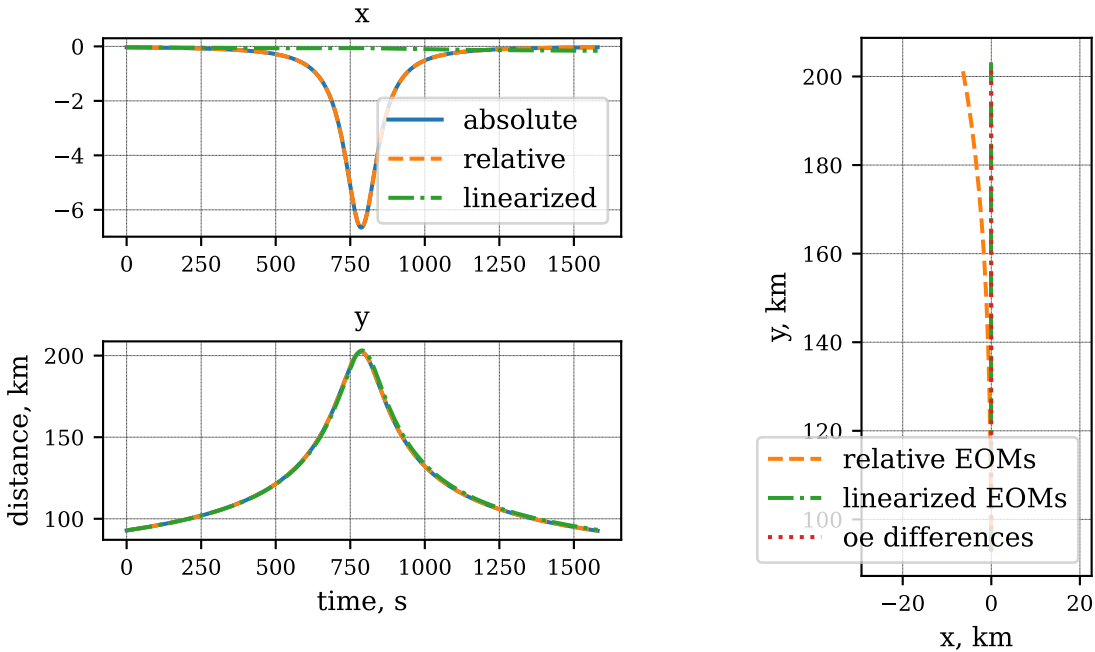 x
0
−2
−4
−6
absolute
relative
linearized
0 250 500 750 1000 1250 1500
y
distance, km
200
150
100
0 250 500 750 1000 1250 1500
time, s
y, km
200
180
160
140
120
100
relative EOMs
linearized EOMs
oe differences
−20 0 20
x, km